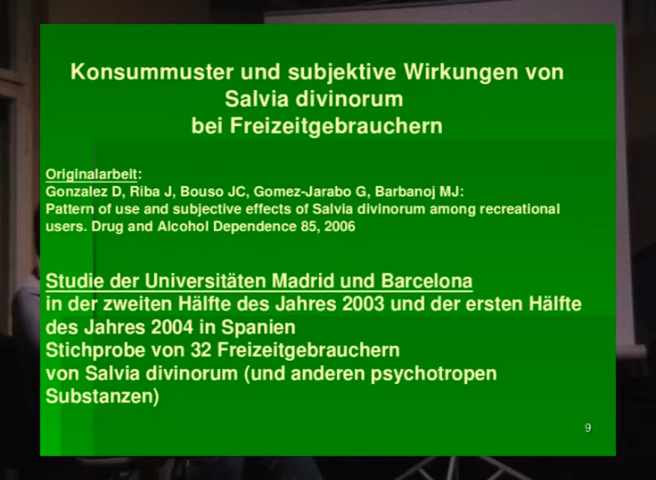 Konsummuster und subjektive Wirkungen von
Salvia divinorum
bei Freizeitgebrauchern
Originalarbeit:
Gonzalez D, Riba J, Bouso JC, Gomez-Jarabo G, Barbanoj MJ:
Pattern of use and subjective effects of Salvia divinorum among recreational
users. Drug and Alcohol Dependence 85, 2006
Studie der Universitäten Madrid und Barcelona
in der zweiten Hälfte des Jahres 2003 und der ersten Hälfte
des Jahres 2004 in Spanien
Stichprobe von 32 Freizeitgebrauchern
von Salvia divinorum (und anderen psychotropen
Substanzen)
9